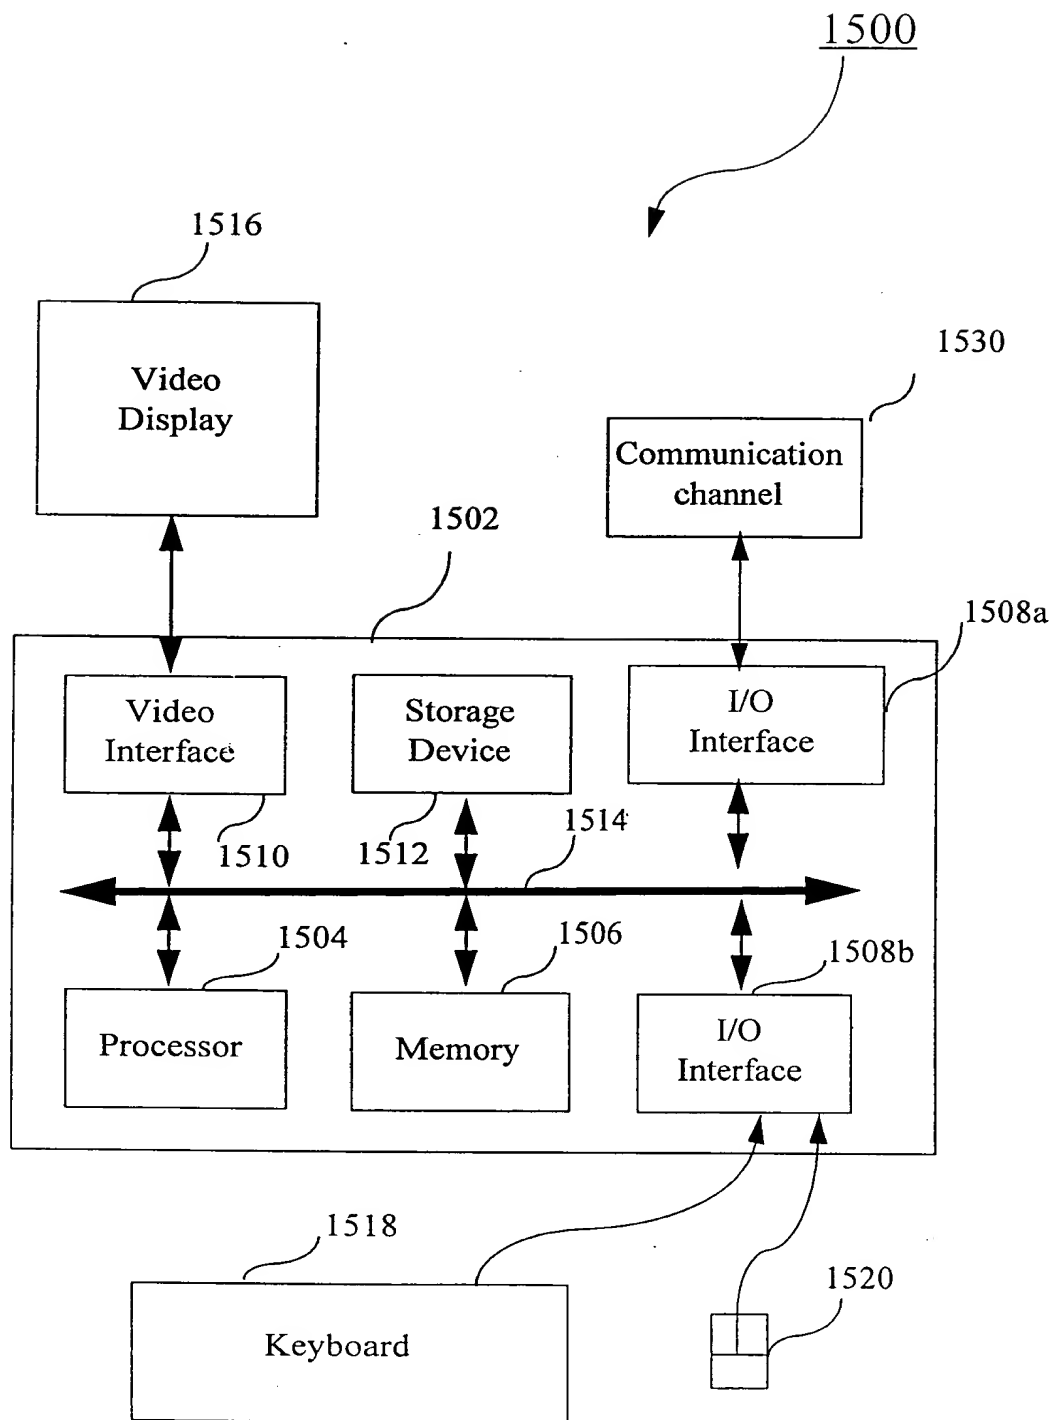 1500
1516
Video
Display
1530
Communication
channel
1502
1508a
Video
Interface
Storage
Device
I/O
Interface
1510
1512
1514
1504
1506
1508b
Processor
Memory
I/O
Interface
1518
Keyboard
1520